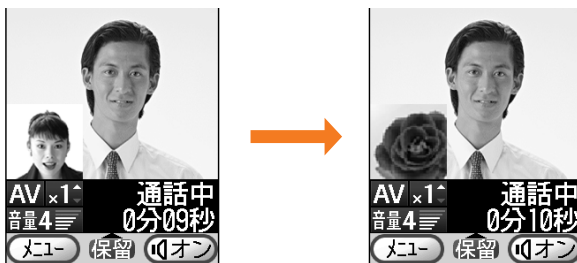 AV ×1 通話中
音量4 0分09秒
メニュー 保留 オン
AV ×1 通話中
音量4 0分10秒
メニュー 保留 オン